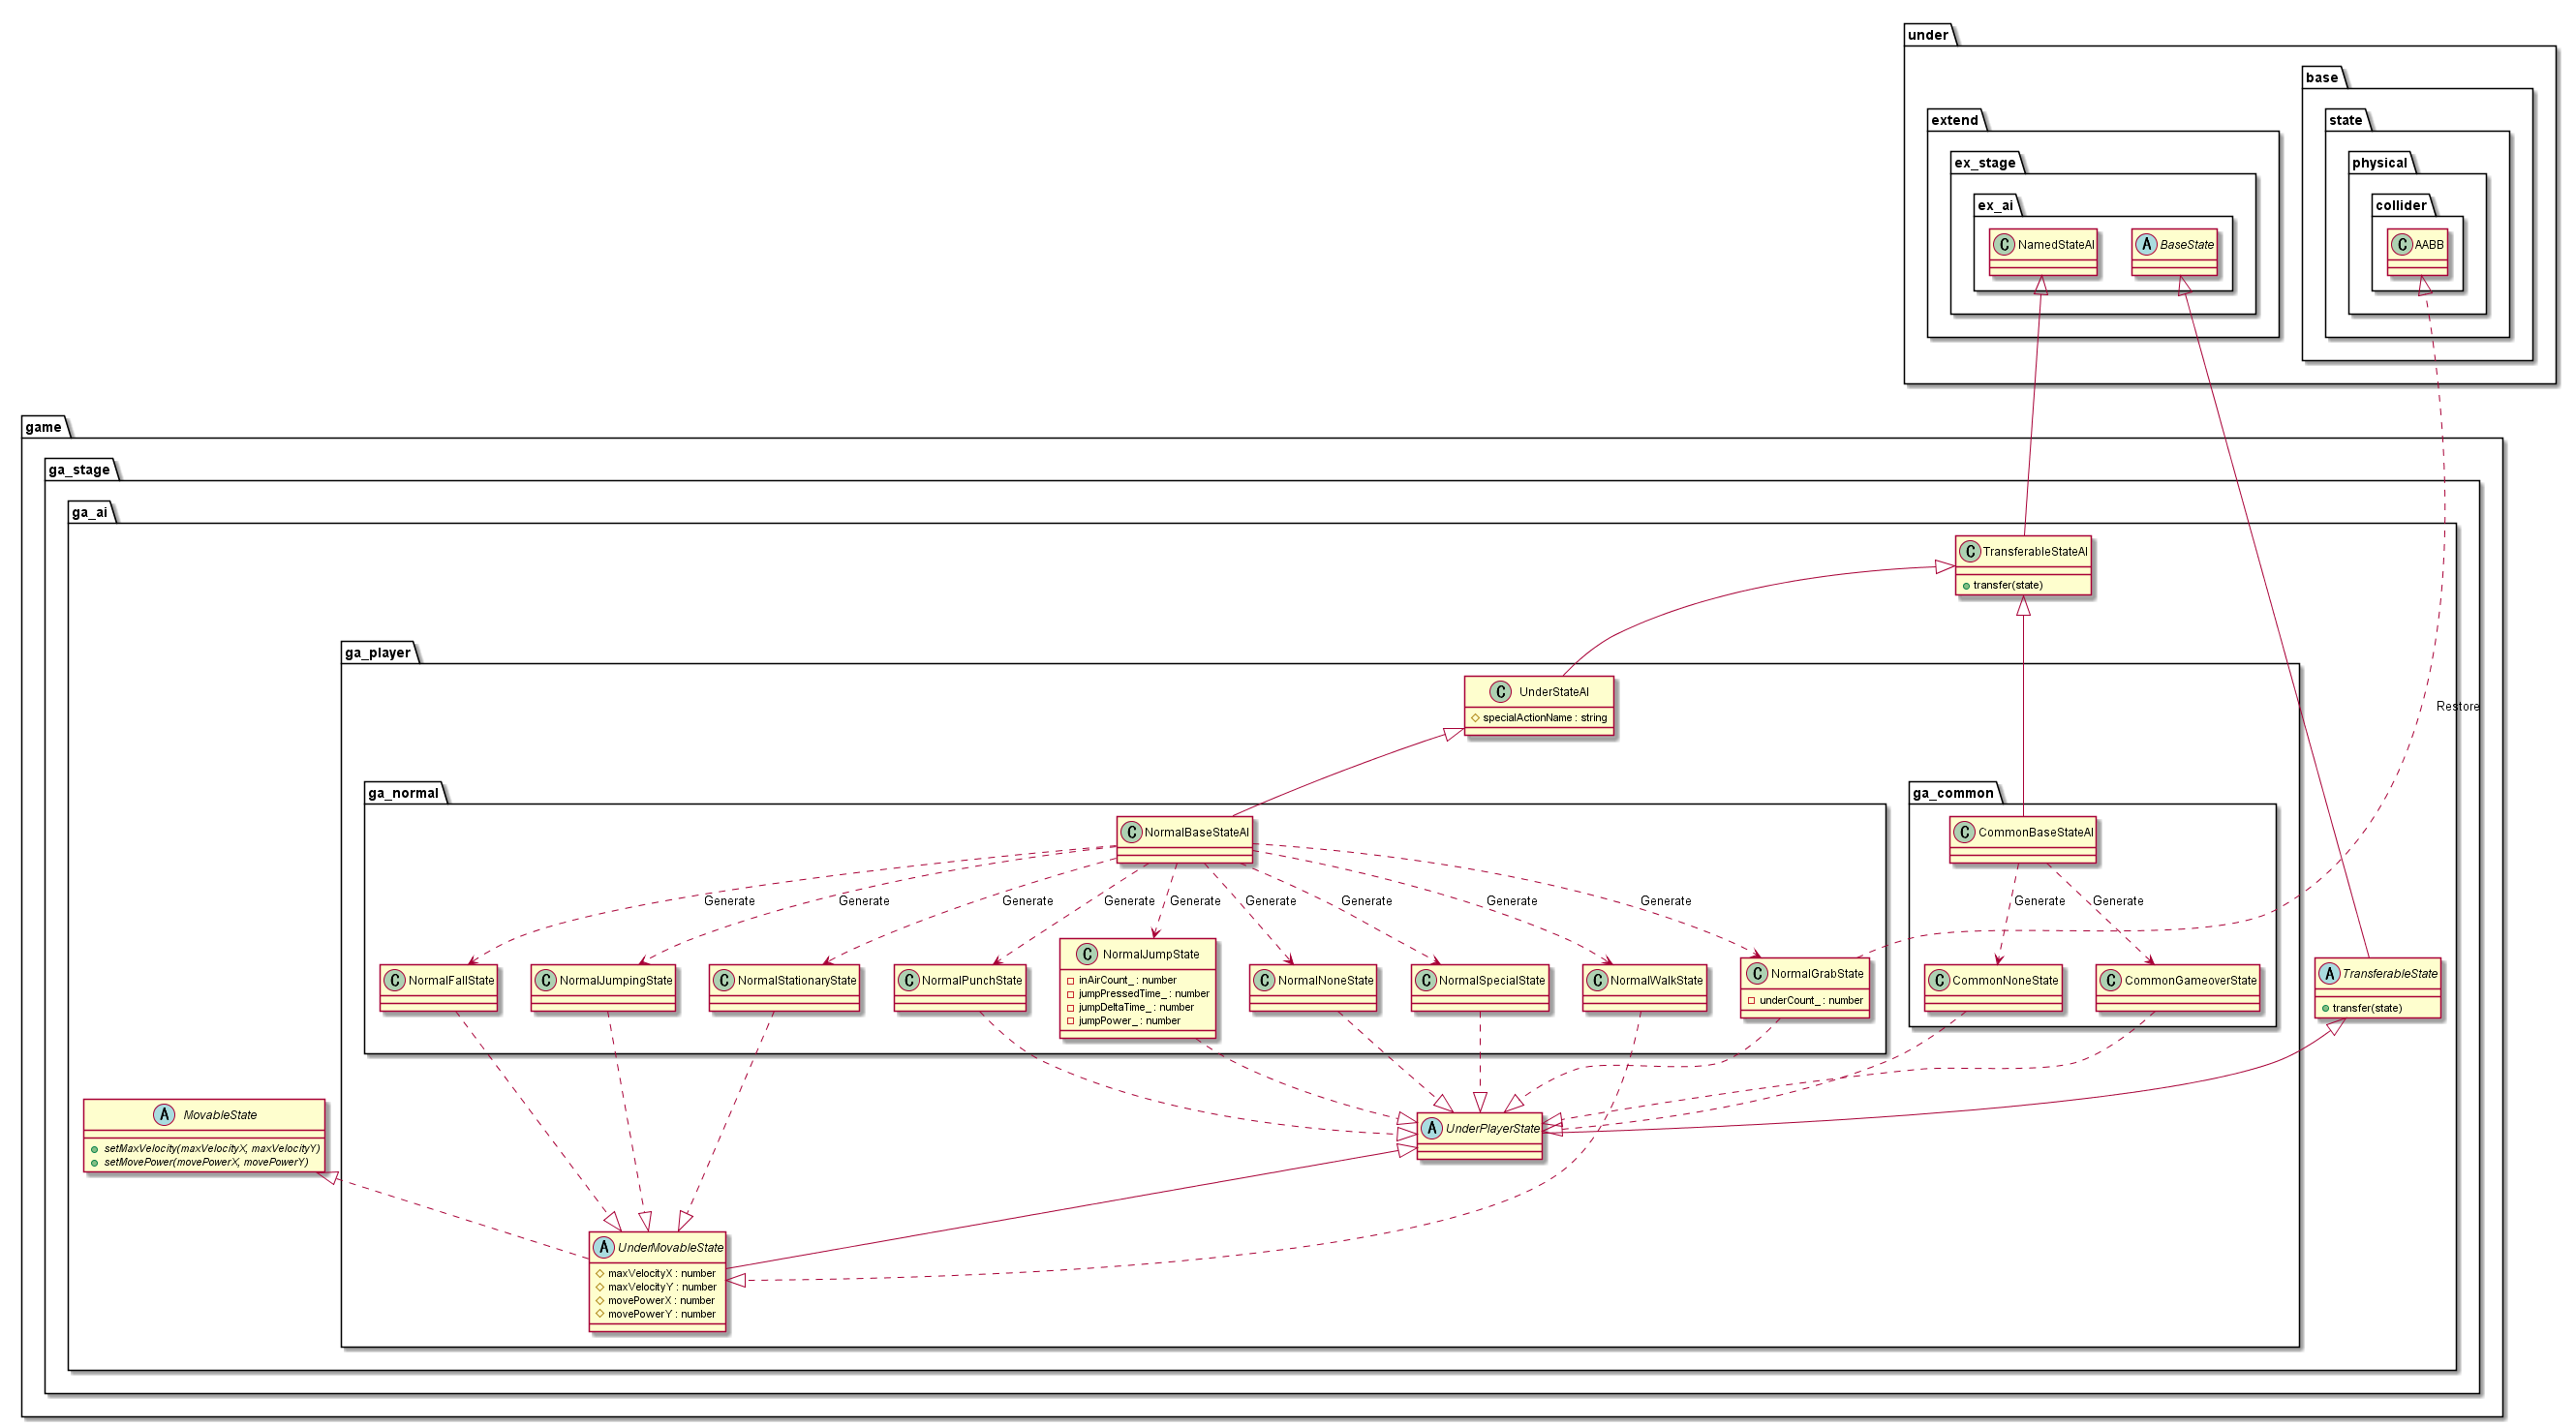 under
base
extend
state
ex_stage
physical
ex_ai
collider
C NamedStateAI
A BaseState
C AABB
game
ga_stage
ga_ai
C TransferableStateAI
transfer(state)
ga_player
C UnderStateAI
specialActionName : string
Restore
ga_normal
ga_common
C NormalBaseStateAI
C CommonBaseStateAI
Generate
Generate
Generate
Generate
Generate
Generate
Generate
Generate
Generate
Generate
Generate
C NormalFallState
C NormalJumpingState
C NormalStationaryState
C NormalPunchState
C NormalJumpState
inAirCount_ : number
jumpPressedTime_ : number
jumpDeltaTime_ : number
jumpPower_ : number
C NormalNoneState
C NormalSpecialState
C NormalWalkState
C NormalGrabState
underCount_ : number
C CommonNoneState
C CommonGameoverState
A TransferableState
transfer(state)
A MovableState
setMaxVelocity(maxVelocityX, maxVelocityY)
setMovePower(movePowerX, movePowerY)
A UnderPlayerState
A UnderMovableState
maxVelocityX : number
maxVelocityY : number
movePowerX : number
movePowerY : number